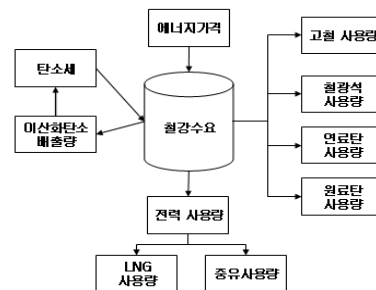 에너지가격
고철 사용량
탄소세
철광석
사용량
이산화탄소
배출량
철강수요
연료탄
사용량
원료탄
사용량
전력 사용량
LNG
사용량
중유사용량